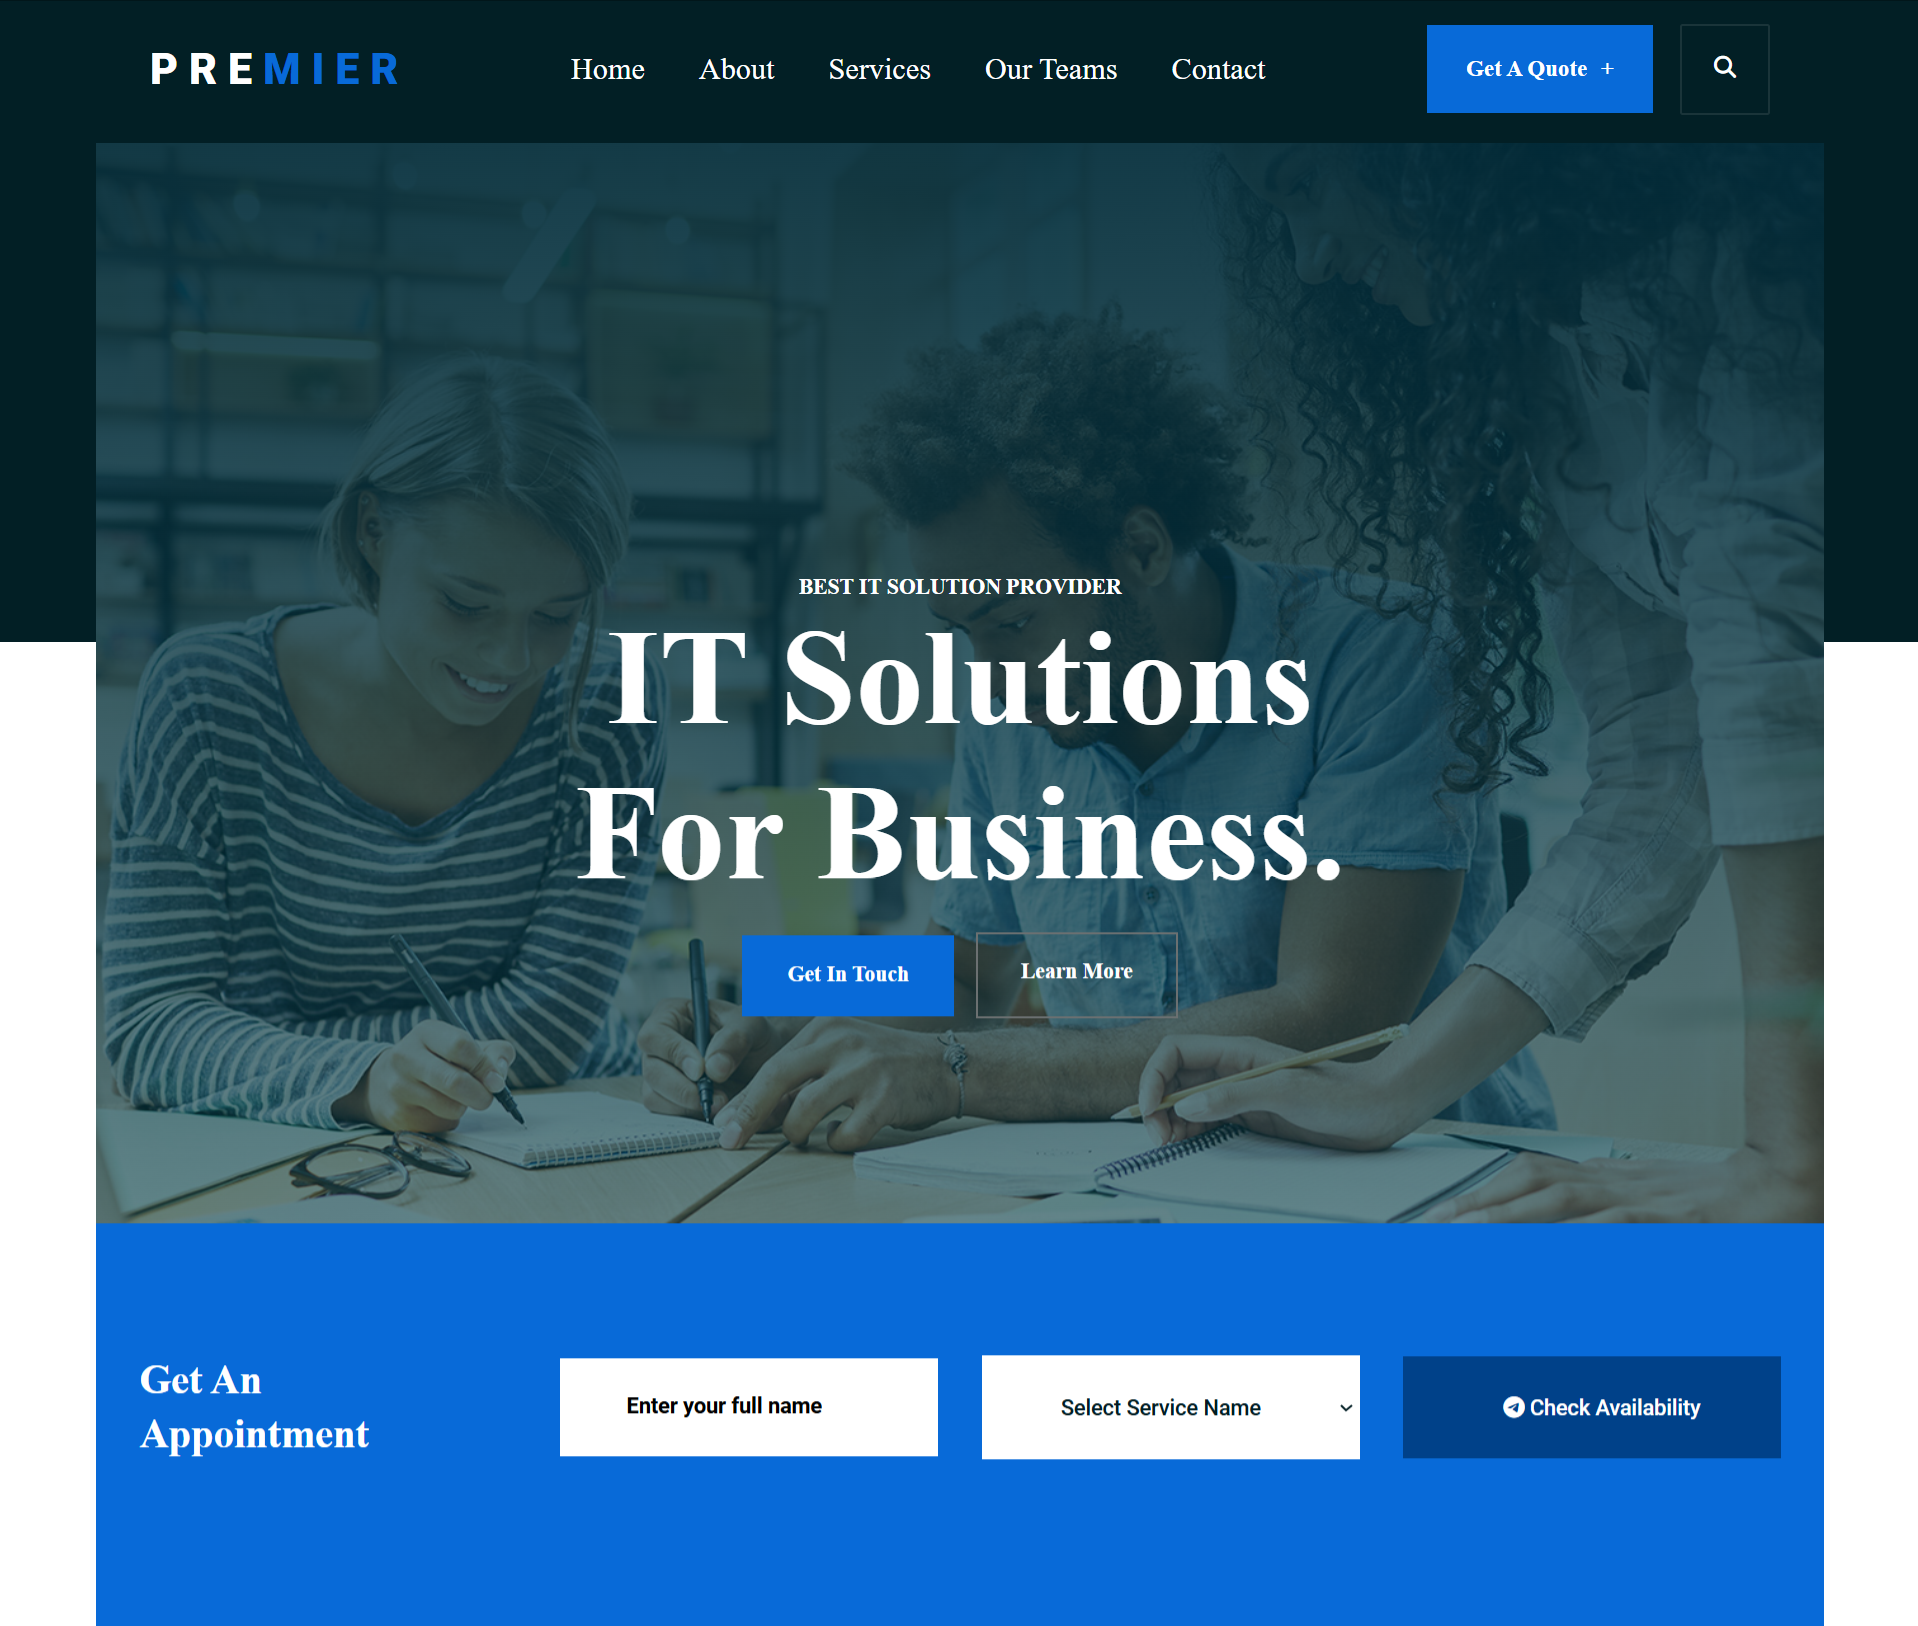 PREMIER
Home About Services Our Teams Contact
Get A Quote +
BEST IT SOLUTION PROVIDER
IT Solutions
For Business.
Get In Touch
Learn More
Get An
Appointment
Enter your full name
Select Service Name
Check Availability